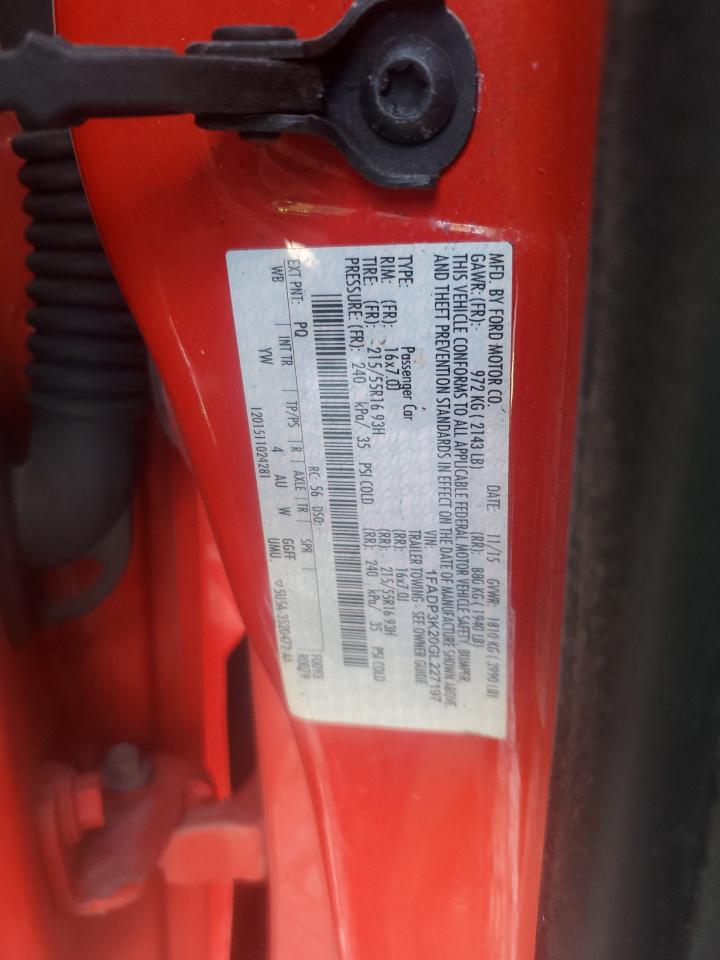 MFD. BY FORD MOTOR CO. DATE: 11/15 GVWR: 1810 KG ( 3990 LB)
GAWR: (FR): 972 KG ( 2143 LB) (RR): 880 KG ( 1940 LB)
THIS VEHICLE CONFORMS TO ALL APPLICABLE FEDERAL MOTOR VEHICLE SAFETY, BUMPER,
AND THEFT PREVENTION STANDARDS IN EFFECT ON THE DATE OF MANUFACTURE SHOWN ABOVE.
VIN: 1FADP3K20GL227197
TYPE: Passenger Car TRAILER TOWING - SEE OWNER GUIDE
RIM: (FR): 16x7.0J (RR): 16x7.0J
TIRE: (FR): 215/55R16 93H (RR): 215/55R16 93H
PRESSURE: (FR): 240 kPa/ 35 PSI COLD (RR): 240 kPa/ 35 PSI COLD
EXT PNT: PQ RC: 56 DSO: F0093
WB | INT TR | TP/PS | R | AXLE | TR | SPR |
YW 4 AU W GGFF
1201511024281 UMU. 5U5A-3520472-AA